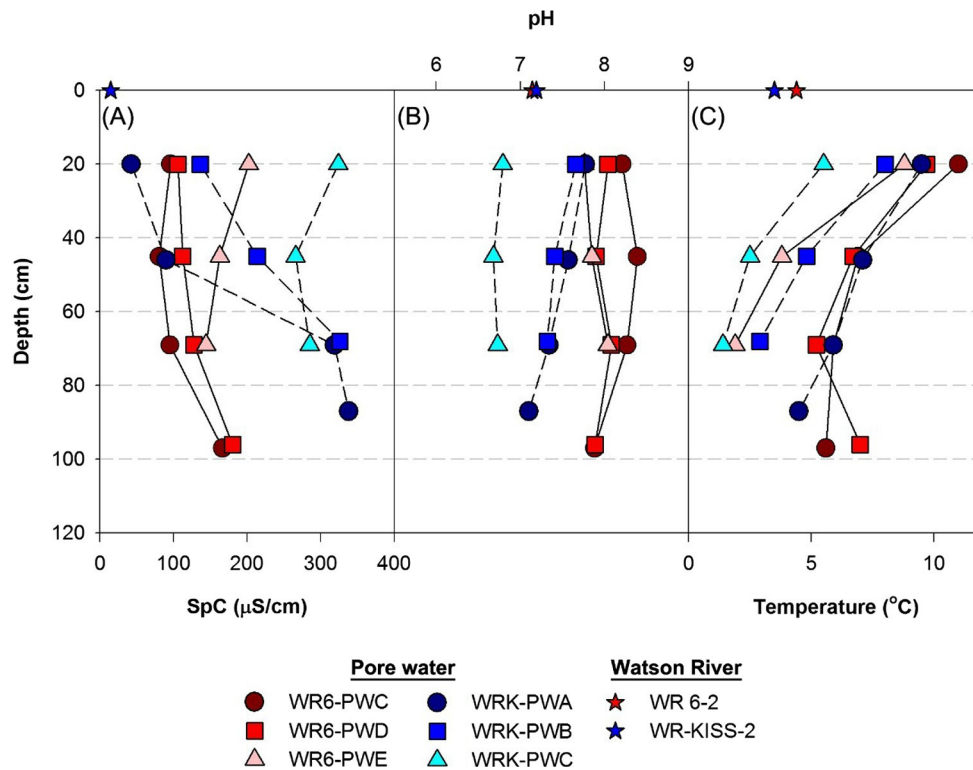 pH
6 7 8 9
0
20
40
60
80
100
120
Depth (cm)
(A) (B) (C)
0 100 200 300 400
0 5 10
SpC (µS/cm)
Temperature (°C)
Pore water Watson River
WR6-PWC WRK-PWA WR 6-2
WR6-PWD WRK-PWB WR-KISS-2
WR6-PWE WRK-PWC